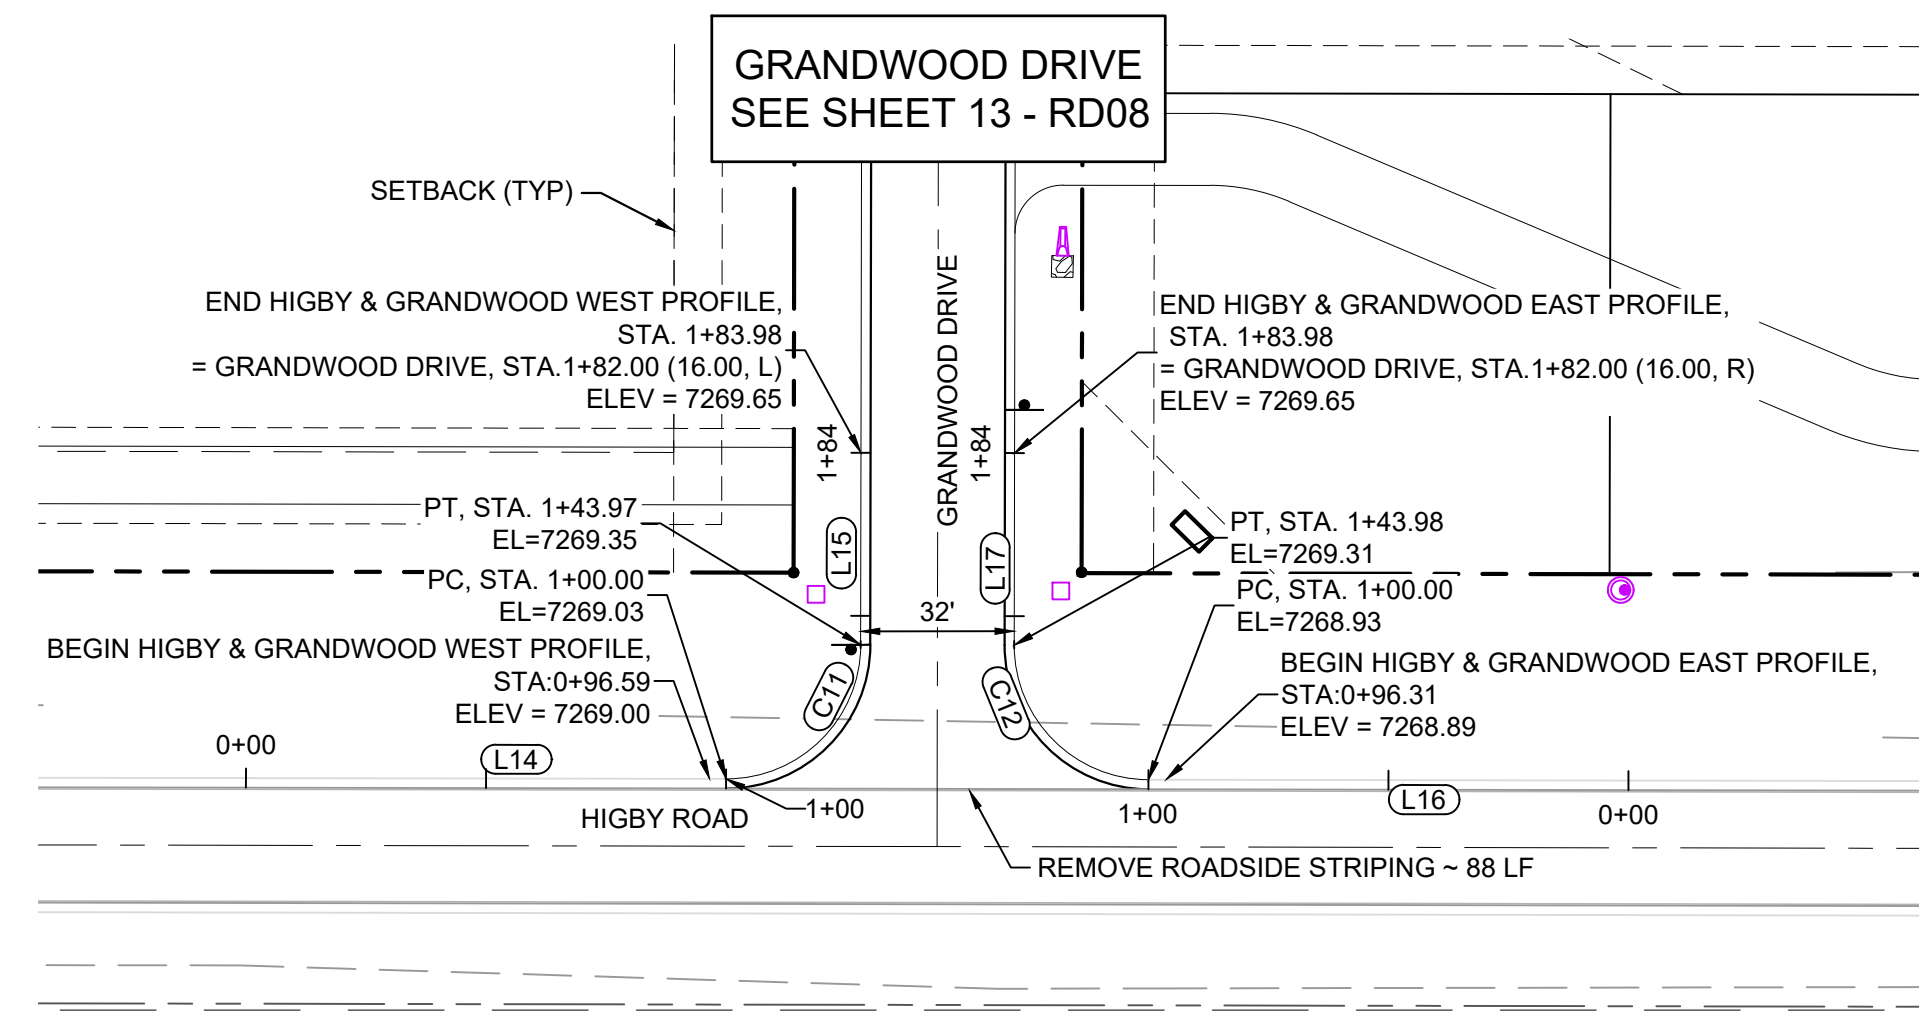 GRANDWOOD DRIVE
SEE SHEET 13 - RD08
SETBACK (TYP)
END HIGBY & GRANDWOOD WEST PROFILE,
STA. 1+83.98
= GRANDWOOD DRIVE, STA.1+82.00 (16.00, L)
ELEV = 7269.65
END HIGBY & GRANDWOOD EAST PROFILE,
STA. 1+83.98
= GRANDWOOD DRIVE, STA.1+82.00 (16.00, R)
ELEV = 7269.65
1+84
GRANDWOOD DRIVE
1+84
PT, STA. 1+43.97
EL=7269.35
PC, STA. 1+00.00
EL=7269.03
BEGIN HIGBY & GRANDWOOD WEST PROFILE,
STA:0+96.59
ELEV = 7269.00
L15
L17
32'
PT, STA. 1+43.98
EL=7269.31
PC, STA. 1+00.00
EL=7268.93
BEGIN HIGBY & GRANDWOOD EAST PROFILE,
STA:0+96.31
ELEV = 7268.89
C11
C12
0+00
L14
HIGBY ROAD
1+00
1+00
L16
0+00
REMOVE ROADSIDE STRIPING ~ 88 LF